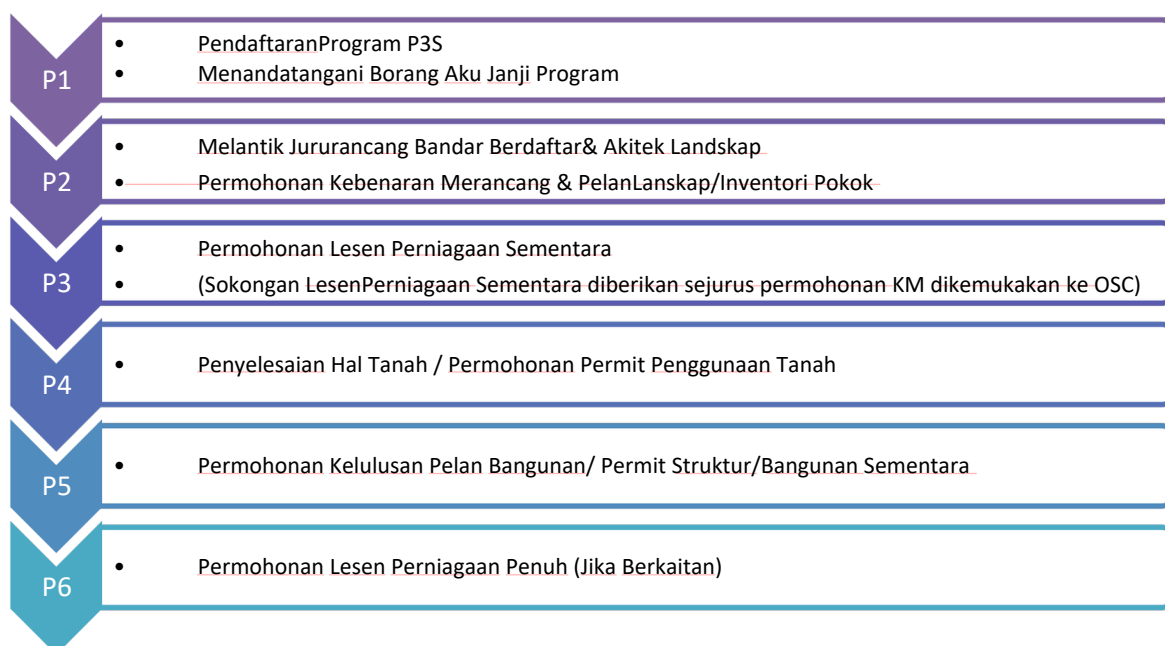 P1
• PendaftaranProgram P3S
• Menandatangani Borang Aku Janji Program
P2
• Melantik Jururancang Bandar Berdaftar& Akitek Landskap
• Permohonan Kebenaran Merancang & PelanLanskap/Inventori Pokok
P3
• Permohonan Lesen Perniagaan Sementara
• (Sokongan LesenPerniagaan Sementara diberikan sejurus permohonan KM dikemukakan ke OSC)
P4
• Penyelesaian Hal Tanah / Permohonan Permit Penggunaan Tanah
P5
• Permohonan Kelulusan Pelan Bangunan/ Permit Struktur/Bangunan Sementara
P6
• Permohonan Lesen Perniagaan Penuh (Jika Berkaitan)